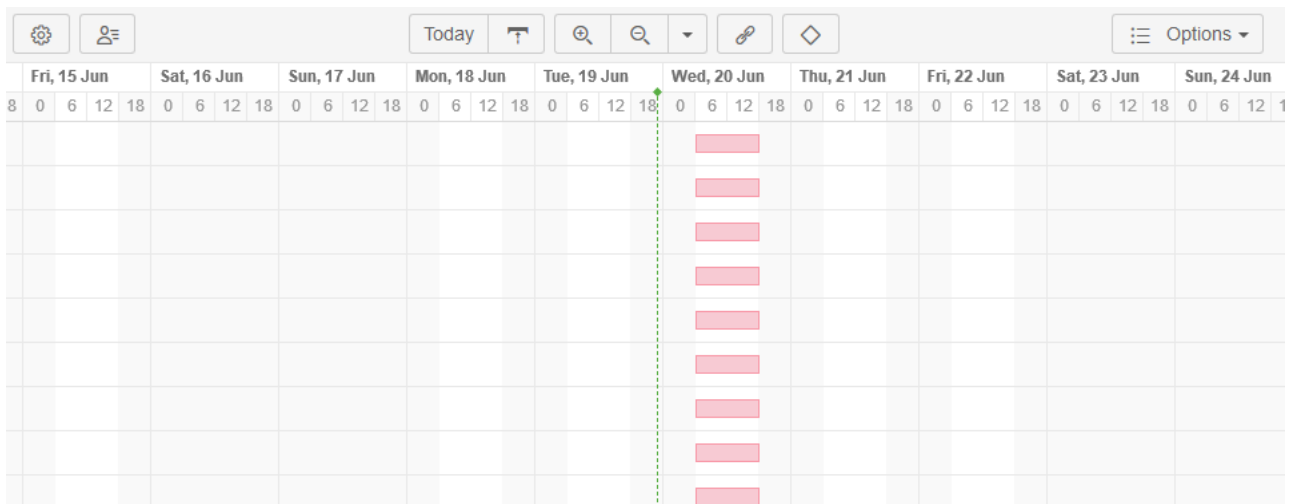 Today Options
Fri, 15 Jun Sat, 16 Jun Sun, 17 Jun Mon, 18 Jun Tue, 19 Jun Wed, 20 Jun Thu, 21 Jun Fri, 22 Jun Sat, 23 Jun Sun, 24 Jun
8 0 6 12 18 0 6 12 18 0 6 12 18 0 6 12 18 0 6 12 18 0 6 12 18 0 6 12 18 0 6 12 18 0 6 12 18 0 6 12 1